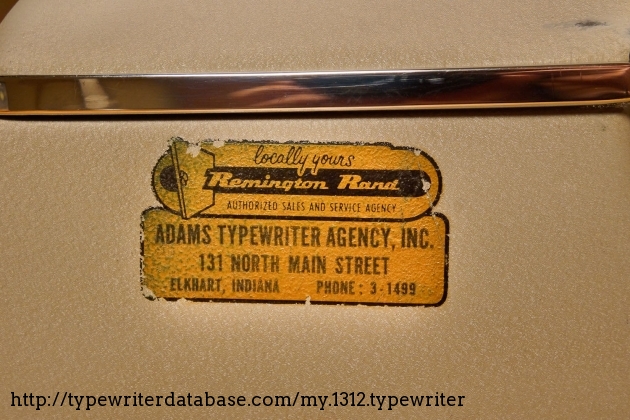 locally yours
Remington Rand
AUTHORIZED SALES AND SERVICE AGENCY
ADAMS TYPEWRITER AGENCY, INC.
131 NORTH MAIN STREET
ELKHART, INDIANA PHONE: 3-1499
http://typewriterdatabase.com/my.1312.typewriter